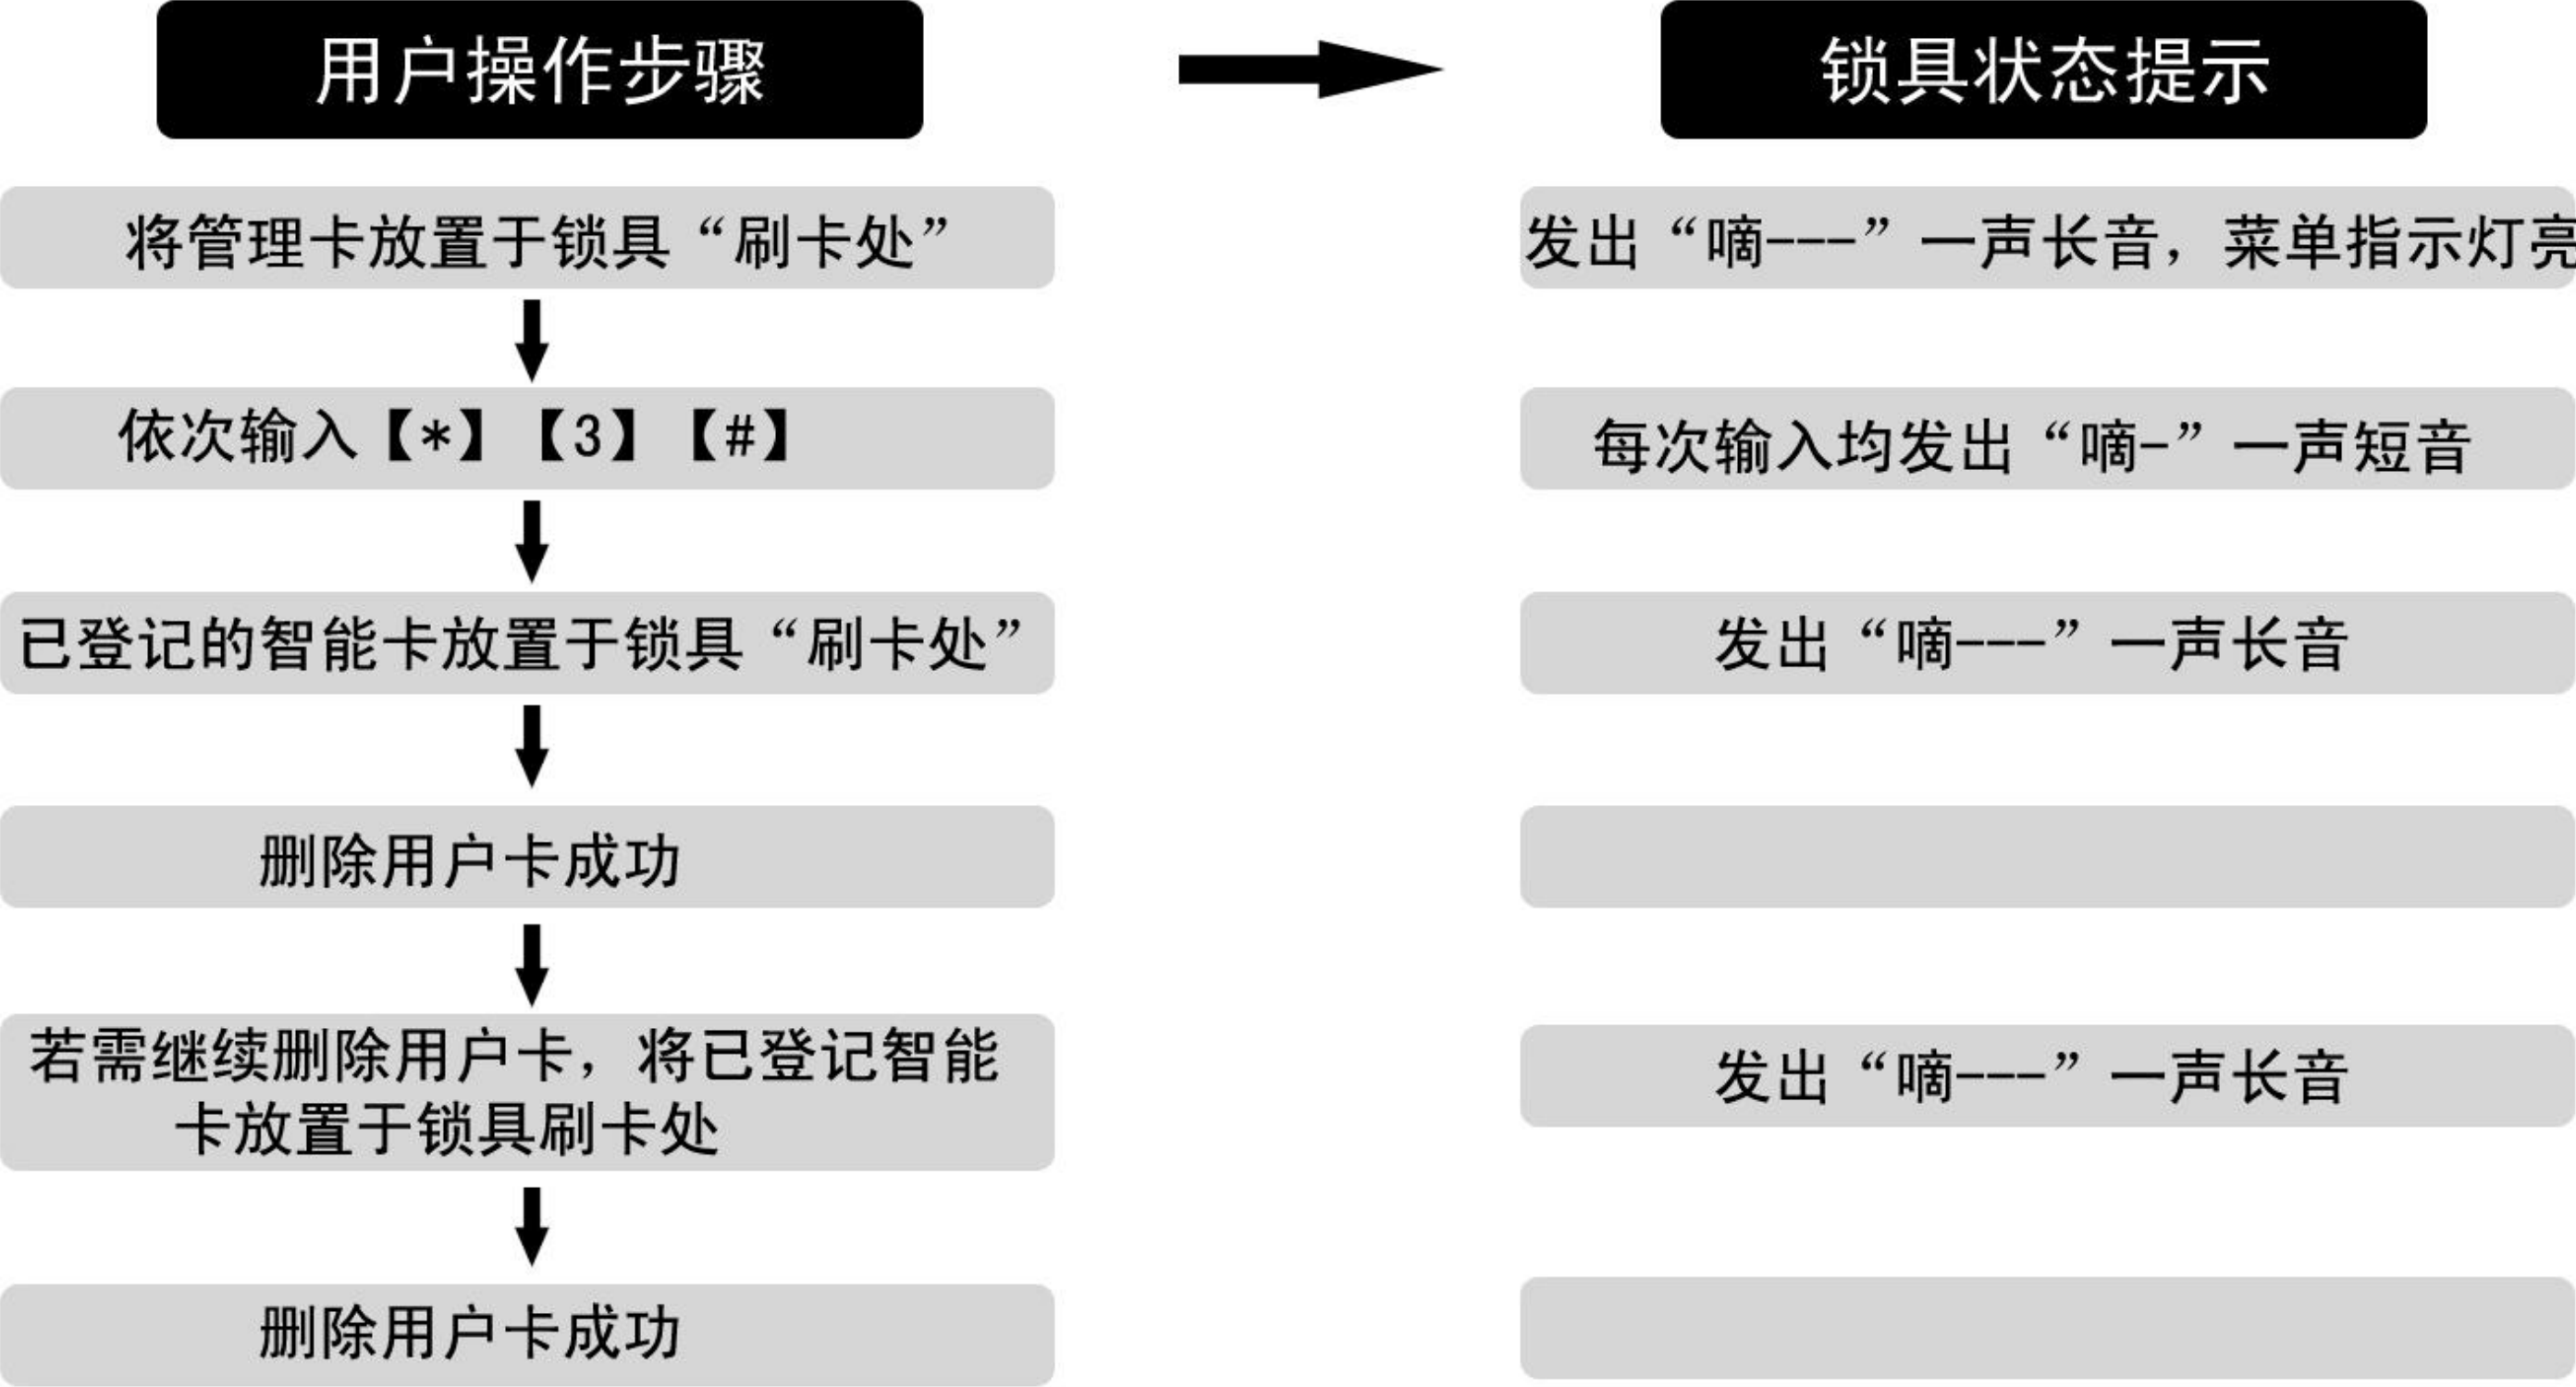 用户操作步骤
锁具状态提示
将管理卡放置于锁具“刷卡处”
发出“嘀---”一声长音，菜单指示灯亮
依次输入【*】【3】【#】
每次输入均发出“嘀-”一声短音
已登记的智能卡放置于锁具“刷卡处”
发出“嘀---”一声长音
删除用户卡成功
若需继续删除用户卡，将已登记智能
卡放置于锁具刷卡处
发出“嘀---”一声长音
删除用户卡成功